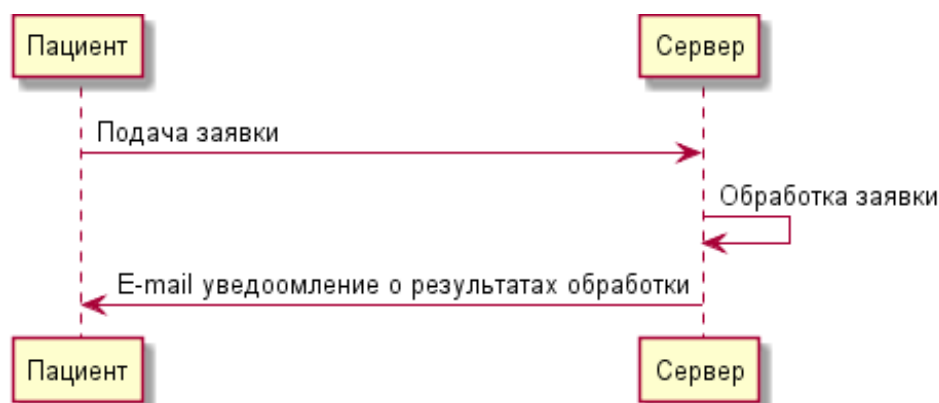 Пациент
Сервер
Подача заявки
Обработка заявки
E-mail уведоомление о результатах обработки
Пациент
Сервер